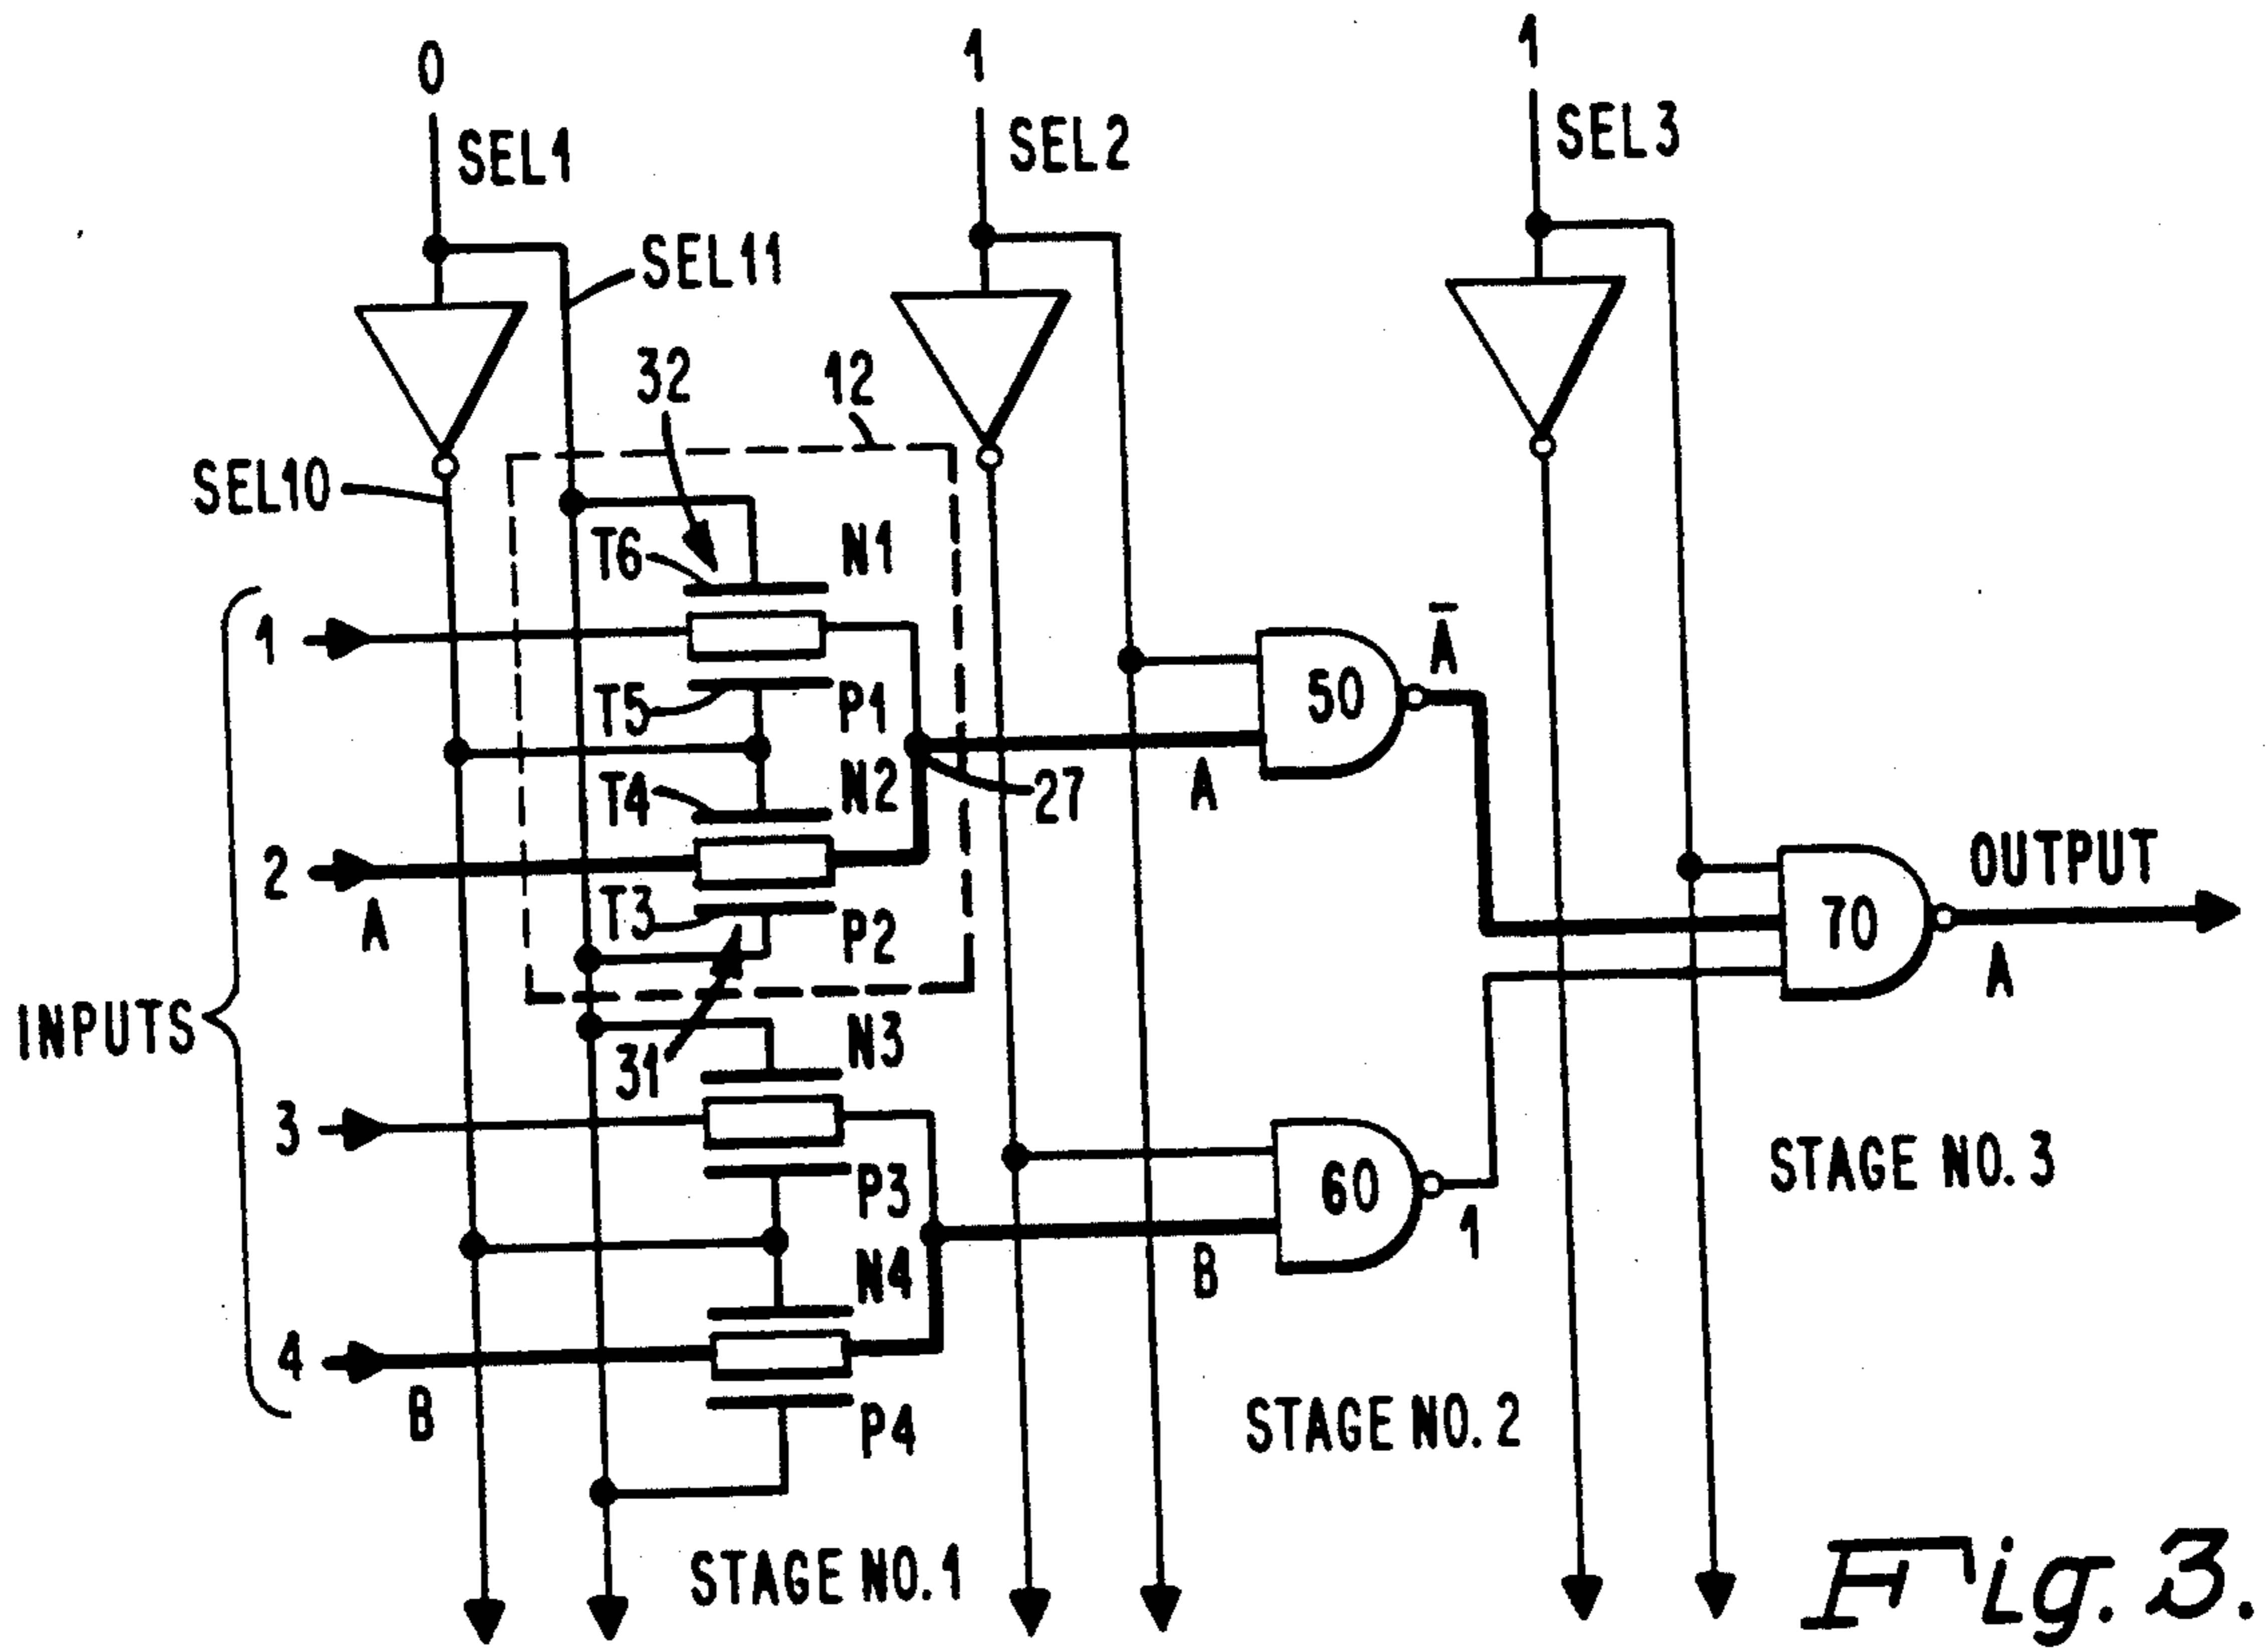 0
1
1
SEL1
SEL2
SEL3
SEL11
32
12
SEL10
T6
N1
1
Ā
50
T5
P1
T4
N2
27
A
2
A
T3
P2
OUTPUT
70
A
INPUTS
31
N3
3
P3
60
1
STAGE NO. 3
N4
B
4
B
P4
STAGE NO. 2
STAGE NO. 1
Fig. 3.